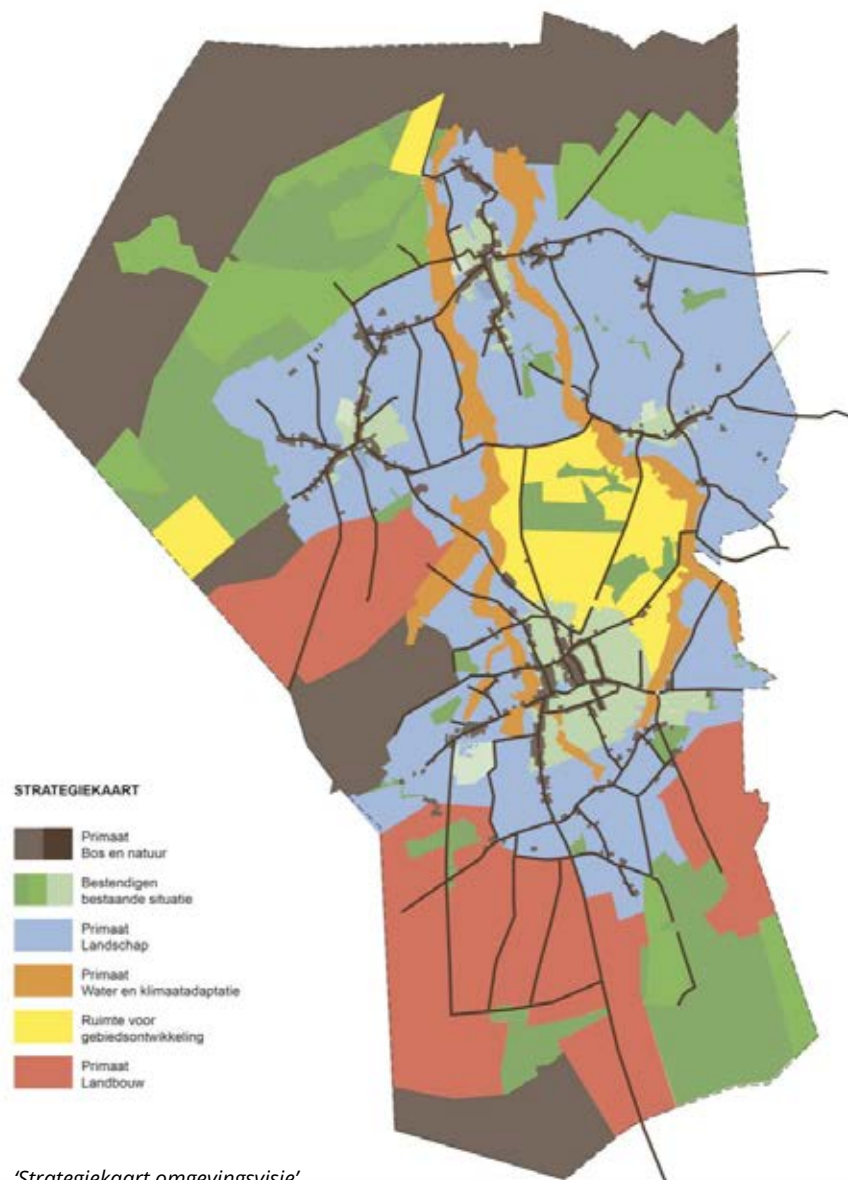 STRATEGIEKAART
Primaat
Bos en natuur
Bestendigen
bestaande situatie
Primaat
Landschap
Primaat
Water en klimaatadaptatie
Ruimte voor
gebiedsontwikkeling
Primaat
Landbouw
'Strategiekaart omgevingsvisie'